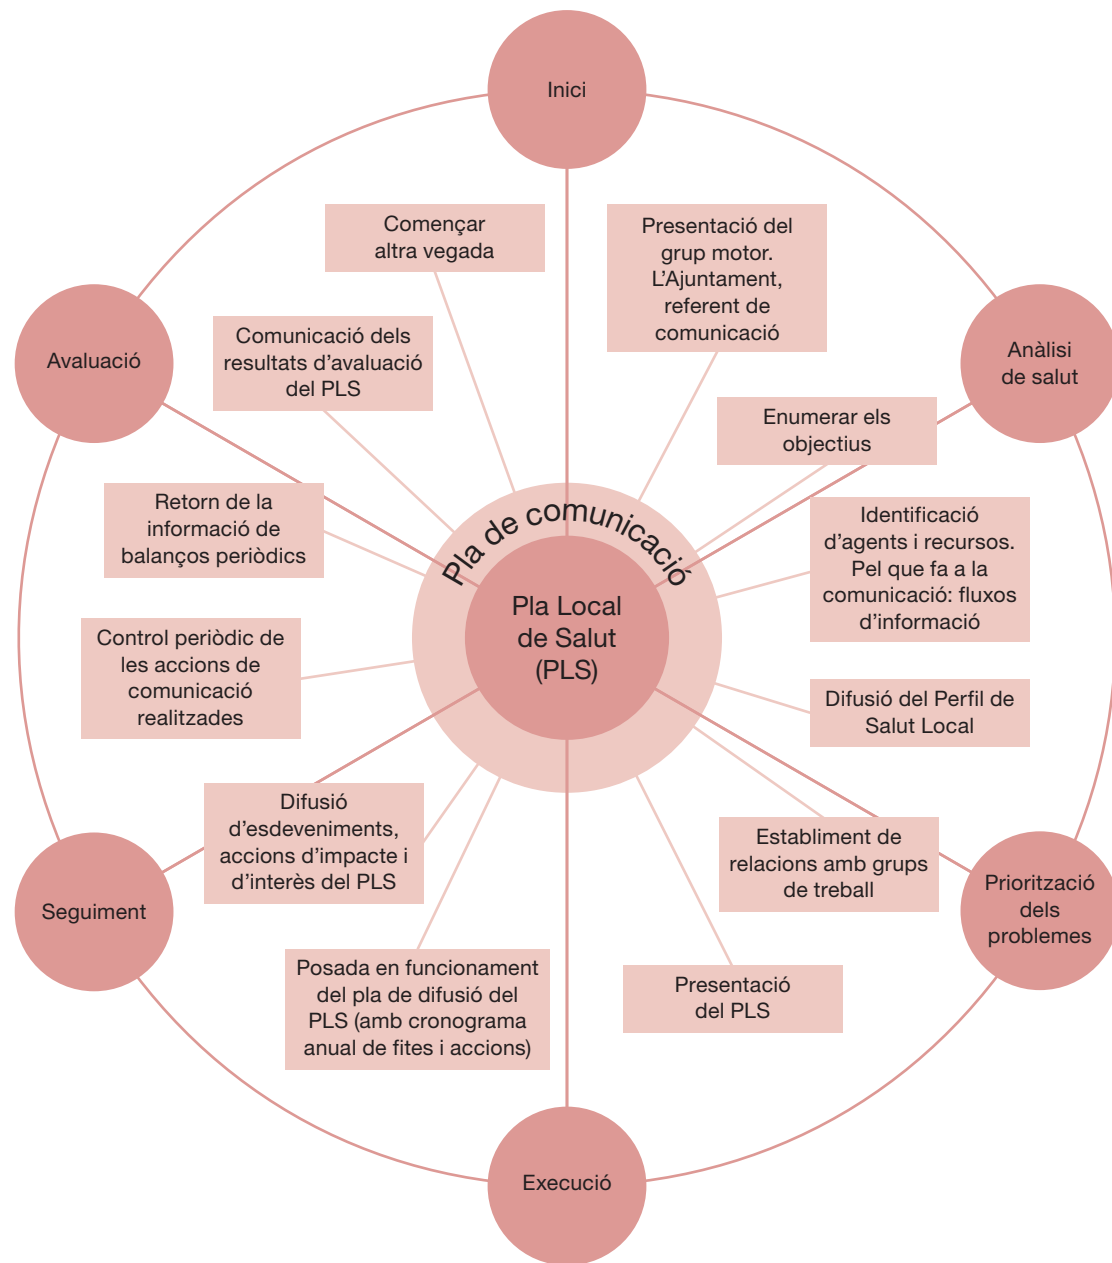 Inici
Presentació del
grup motor.
L’Ajuntament,
referent de
comunicació
Començar
altra vegada
Anàlisi
de salut
Avaluació
Comunicació dels
resultats d’avaluació
del PLS
Enumerar els
objectius
Retorn de la
informació de
balanços periòdics
Identificació
d’agents i recursos.
Pel que fa a la
comunicació: fluxos
d’informació
Pla de comunicació
Pla Local
de Salut
(PLS)
Control periòdic de
les accions de
comunicació
realitzades
Difusió del Perfil de
Salut Local
Difusió
d’esdeveniments,
accions d’impacte i
d’interès del PLS
Establiment de
relacions amb grups
de treball
Seguiment
Priorització
dels
problemes
Posada en funcionament
del pla de difusió del
PLS (amb cronograma
anual de fites i accions)
Presentació
del PLS
Execució